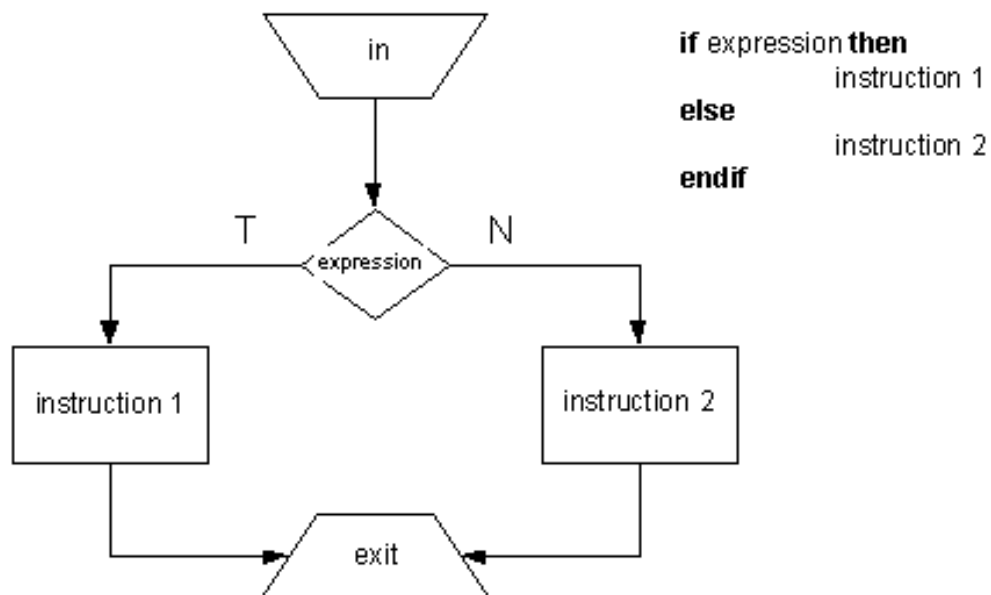 in
if expression then
instruction 1
else
instruction 2
endif
T
N
expression
instruction 1
instruction 2
exit